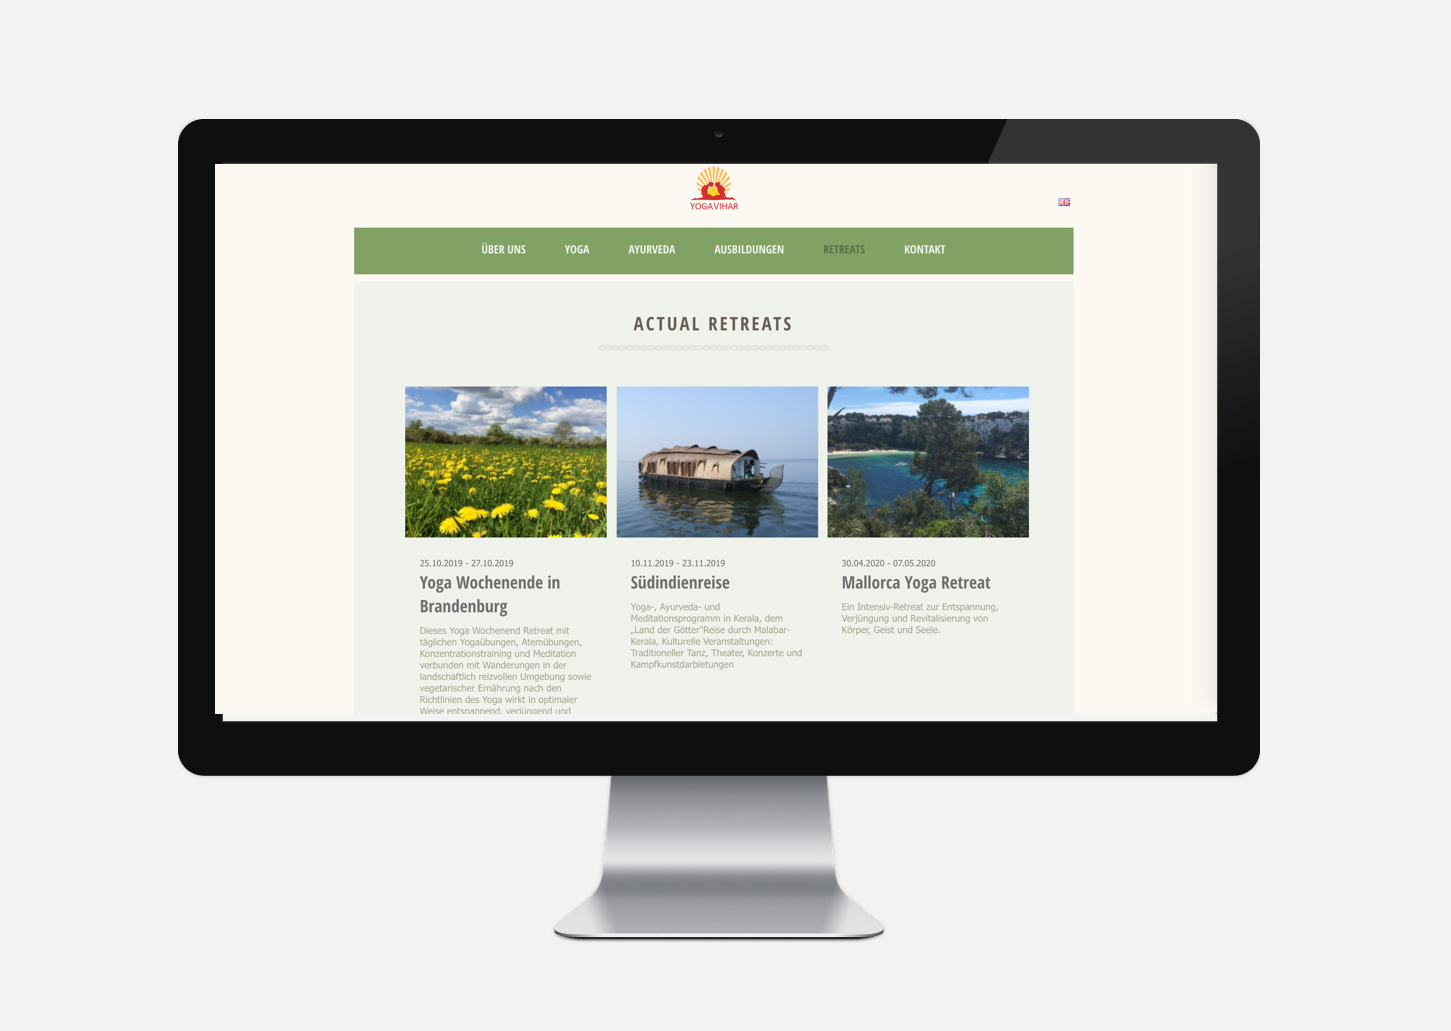 YOGAVIHAR
ÜBER UNS YOGA AYURVEDA AUSBILDUNGEN RETREATS KONTAKT
ACTUAL RETREATS
25.10.2019 - 27.10.2019
Yoga Wochenende in
Brandenburg
Dieses Yoga Wochenend Retreat mit
täglichen Yogaübungen, Atemübungen,
Konzentrationstraining und Meditation
verbunden mit Wanderungen in der
landschaftlich reizvollen Umgebung sowie
vegetarischer Ernährung nach den
Richtlinien des Yoga wirkt in optimaler
Weise entspannend, verjüngend und
10.11.2019 - 23.11.2019
Südindienreise
Yoga-, Ayurveda- und
Meditationsprogramm in Kerala, dem
„Land der Götter"Reise durch Malabar-
Kerala, Kulturelle Veranstaltungen:
Traditioneller Tanz, Theater, Konzerte und
Kampfkunstdarbietungen
30.04.2020 - 07.05.2020
Mallorca Yoga Retreat
Ein Intensiv-Retreat zur Entspannung,
Verjüngung und Revitalisierung von
Körper, Geist und Seele.